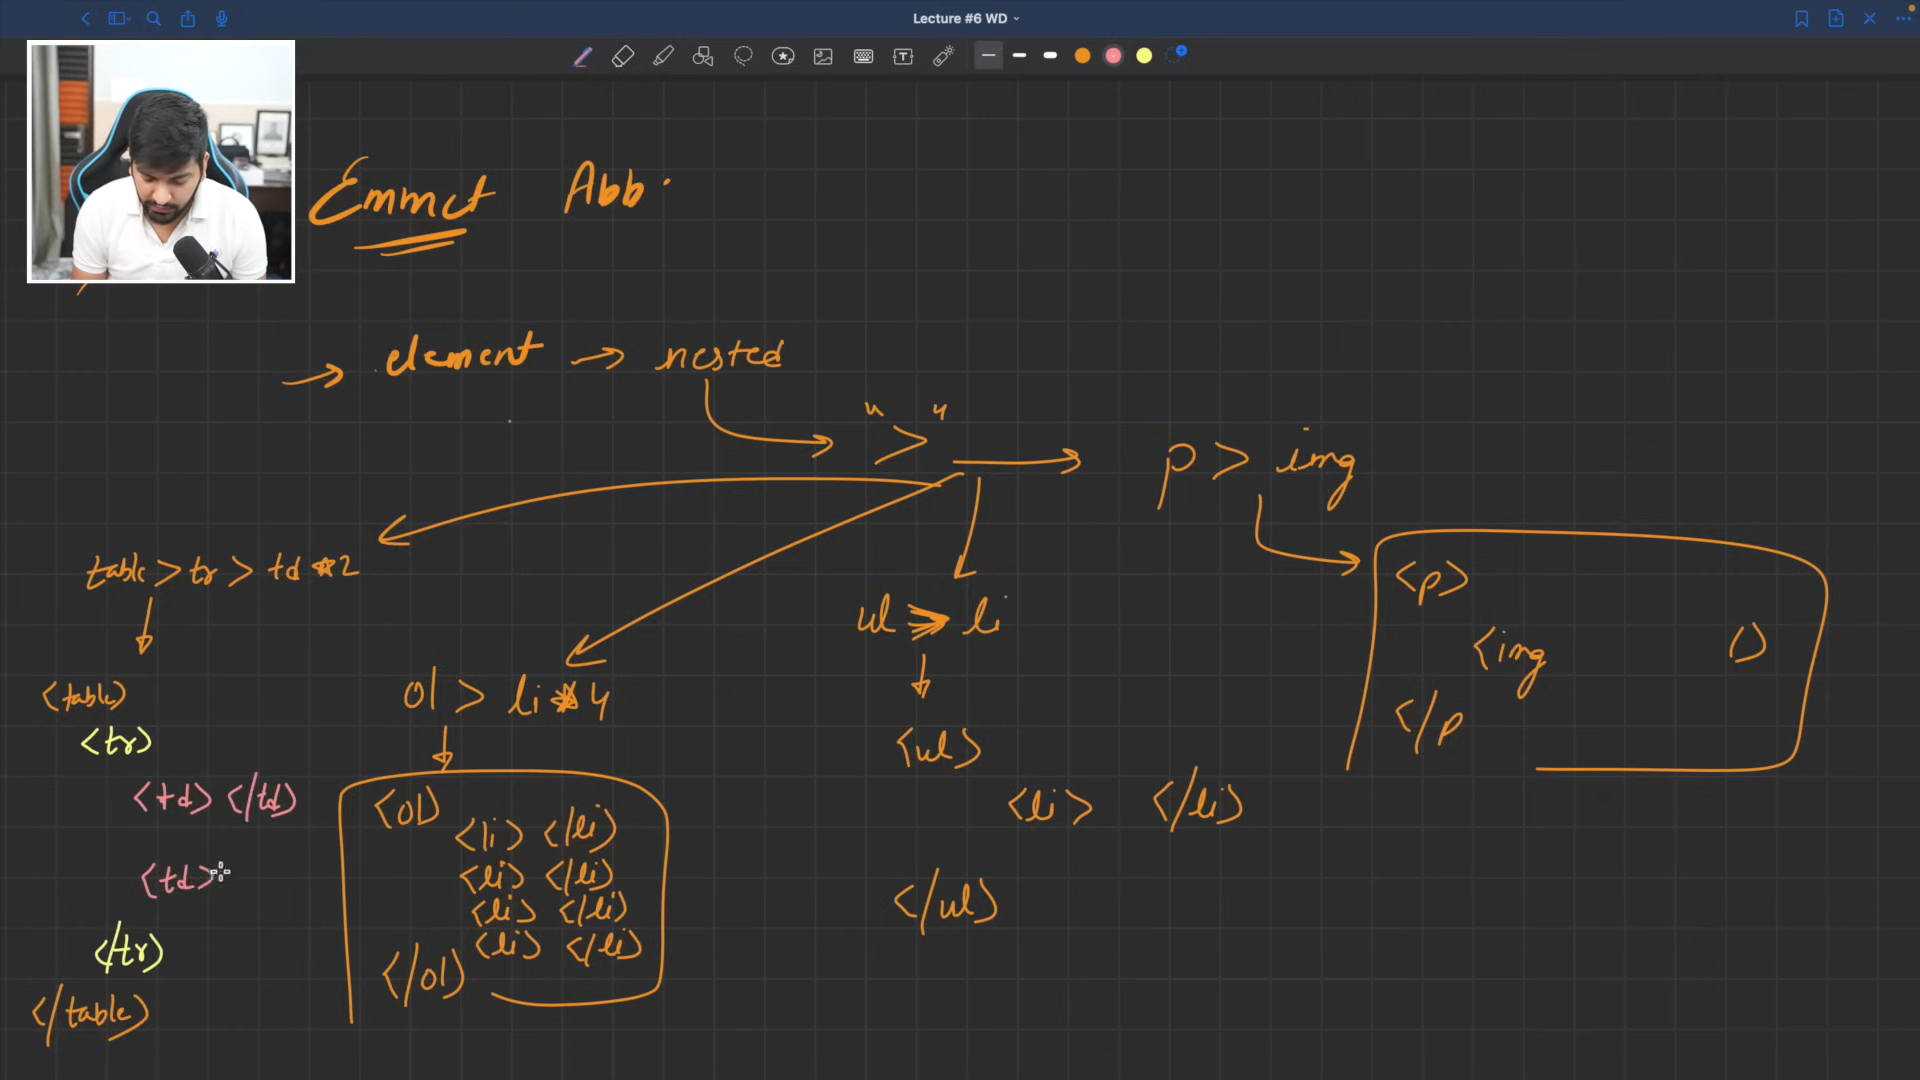 Lecture #6 WD
Emmet Abb.
→ element → nested
" > "
p > img
table > tr > td *2
<p>
<img />
</p
ul > li
<ul>
<li> </li>
</ul>
ol > li*4
<ol>
<li> </li>
<li> </li>
<li> </li>
<li> </li>
</ol>
<table>
<tr>
<td> </td>
<td>
</tr>
</table>